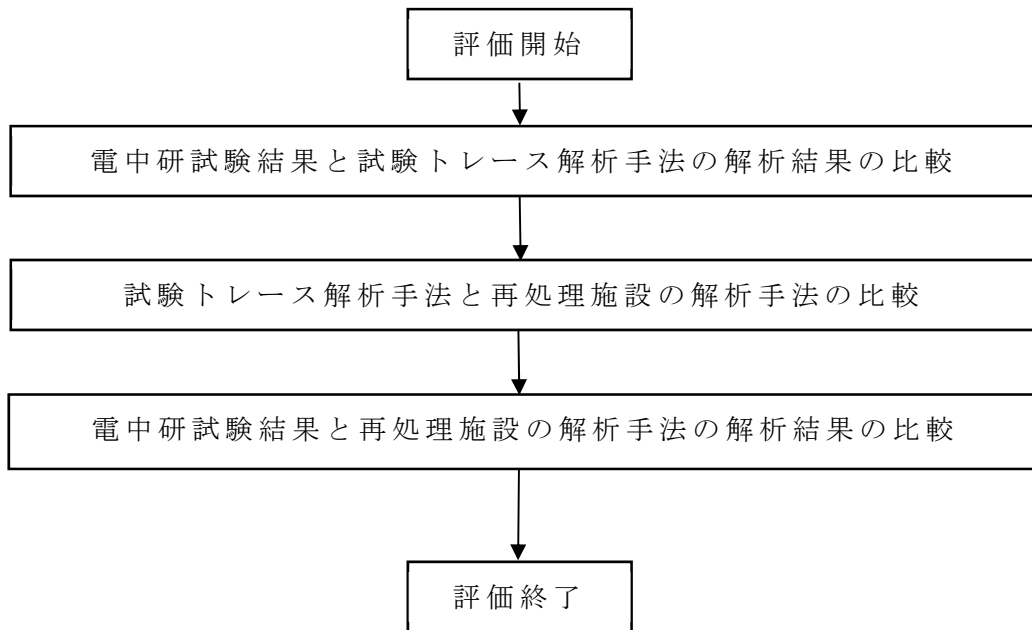 評価開始
電中研試験結果と試験トレース解析手法の解析結果の比較
試験トレース解析手法と再処理施設の解析手法の比較
電中研試験結果と再処理施設の解析手法の解析結果の比較
評価終了